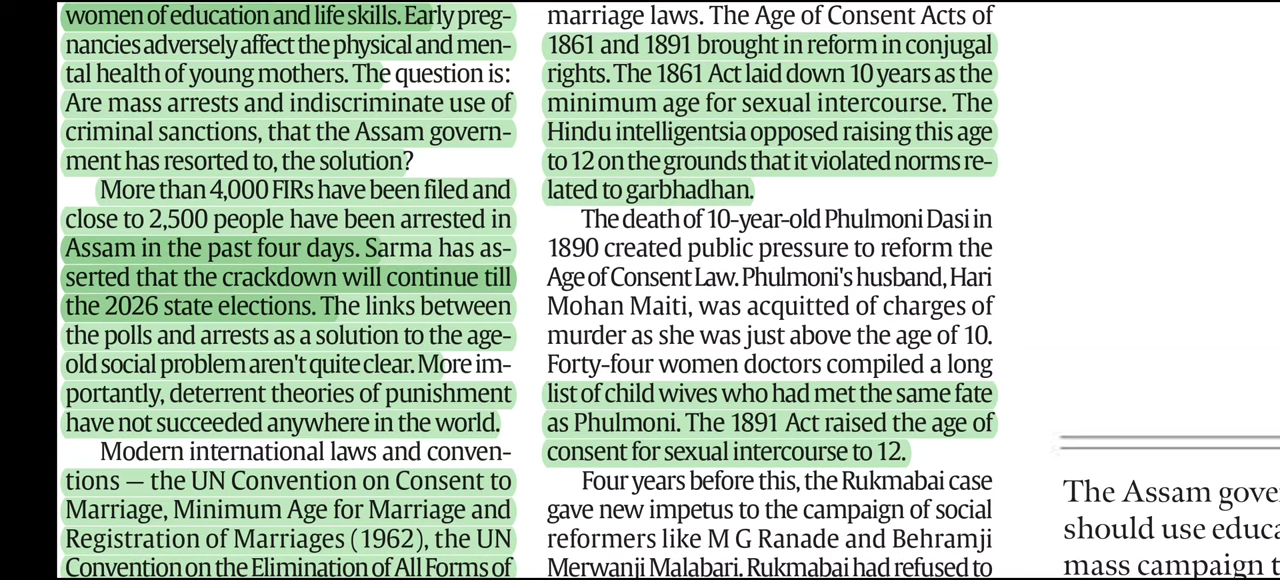 women of education and life skills. Early preg-
nancies adversely affect the physical and men-
tal health of young mothers. The question is:
Are mass arrests and indiscriminate use of
criminal sanctions, that the Assam govern-
ment has resorted to, the solution?
More than 4,000 FIRs have been filed and
close to 2,500 people have been arrested in
Assam in the past four days. Sarma has as-
serted that the crackdown will continue till
the 2026 state elections. The links between
the polls and arrests as a solution to the age-
old social problem aren't quite clear. More im-
portantly, deterrent theories of punishment
have not succeeded anywhere in the world.
Modern international laws and conven-
tions — the UN Convention on Consent to
Marriage, Minimum Age for Marriage and
Registration of Marriages (1962), the UN
Convention on the Elimination of All Forms of
marriage laws. The Age of Consent Acts of
1861 and 1891 brought in reform in conjugal
rights. The 1861 Act laid down 10 years as the
minimum age for sexual intercourse. The
Hindu intelligentsia opposed raising this age
to 12 on the grounds that it violated norms re-
lated to garbhadhan.
The death of 10-year-old Phulmoni Dasi in
1890 created public pressure to reform the
Age of Consent Law. Phulmoni's husband, Hari
Mohan Maiti, was acquitted of charges of
murder as she was just above the age of 10.
Forty-four women doctors compiled a long
list of child wives who had met the same fate
as Phulmoni. The 1891 Act raised the age of
consent for sexual intercourse to 12.
Four years before this, the Rukmabai case
gave new impetus to the campaign of social
reformers like M G Ranade and Behramji
Merwanji Malabari. Rukmabai had refused to
The Assam gove
should use educa
mass campaign t